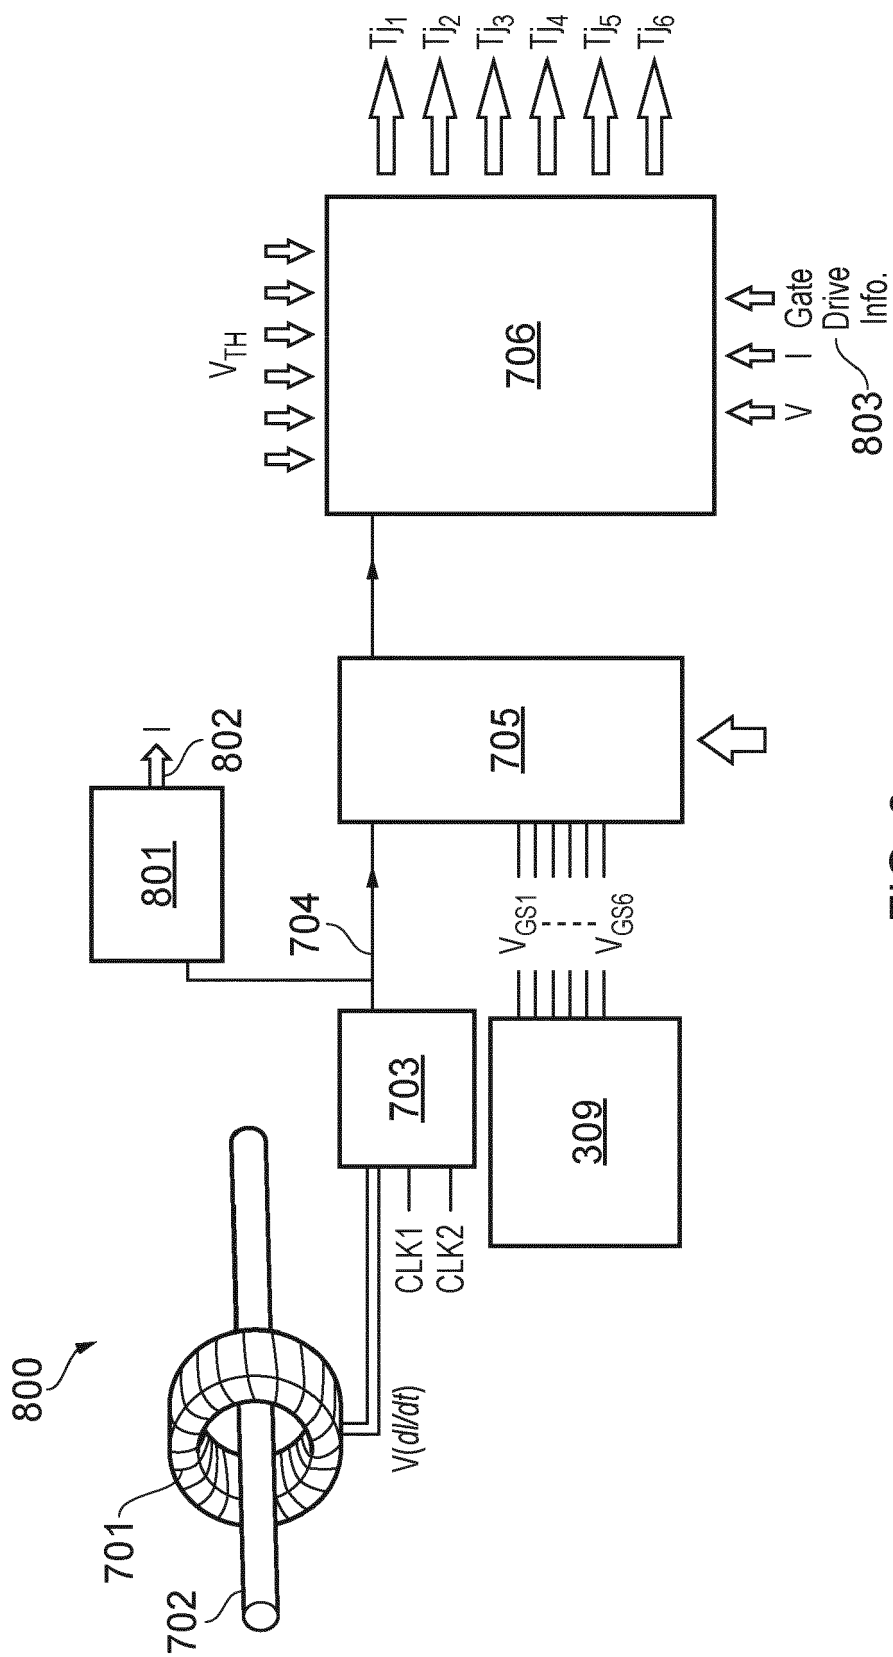 800
701
702
V(dI/dt)
CLK1
CLK2
703
704
801
802
I
309
VGS1
VGS6
705
706
VTH
V
I
Gate
Drive
Info.
803
Tj1
Tj2
Tj3
Tj4
Tj5
Tj6